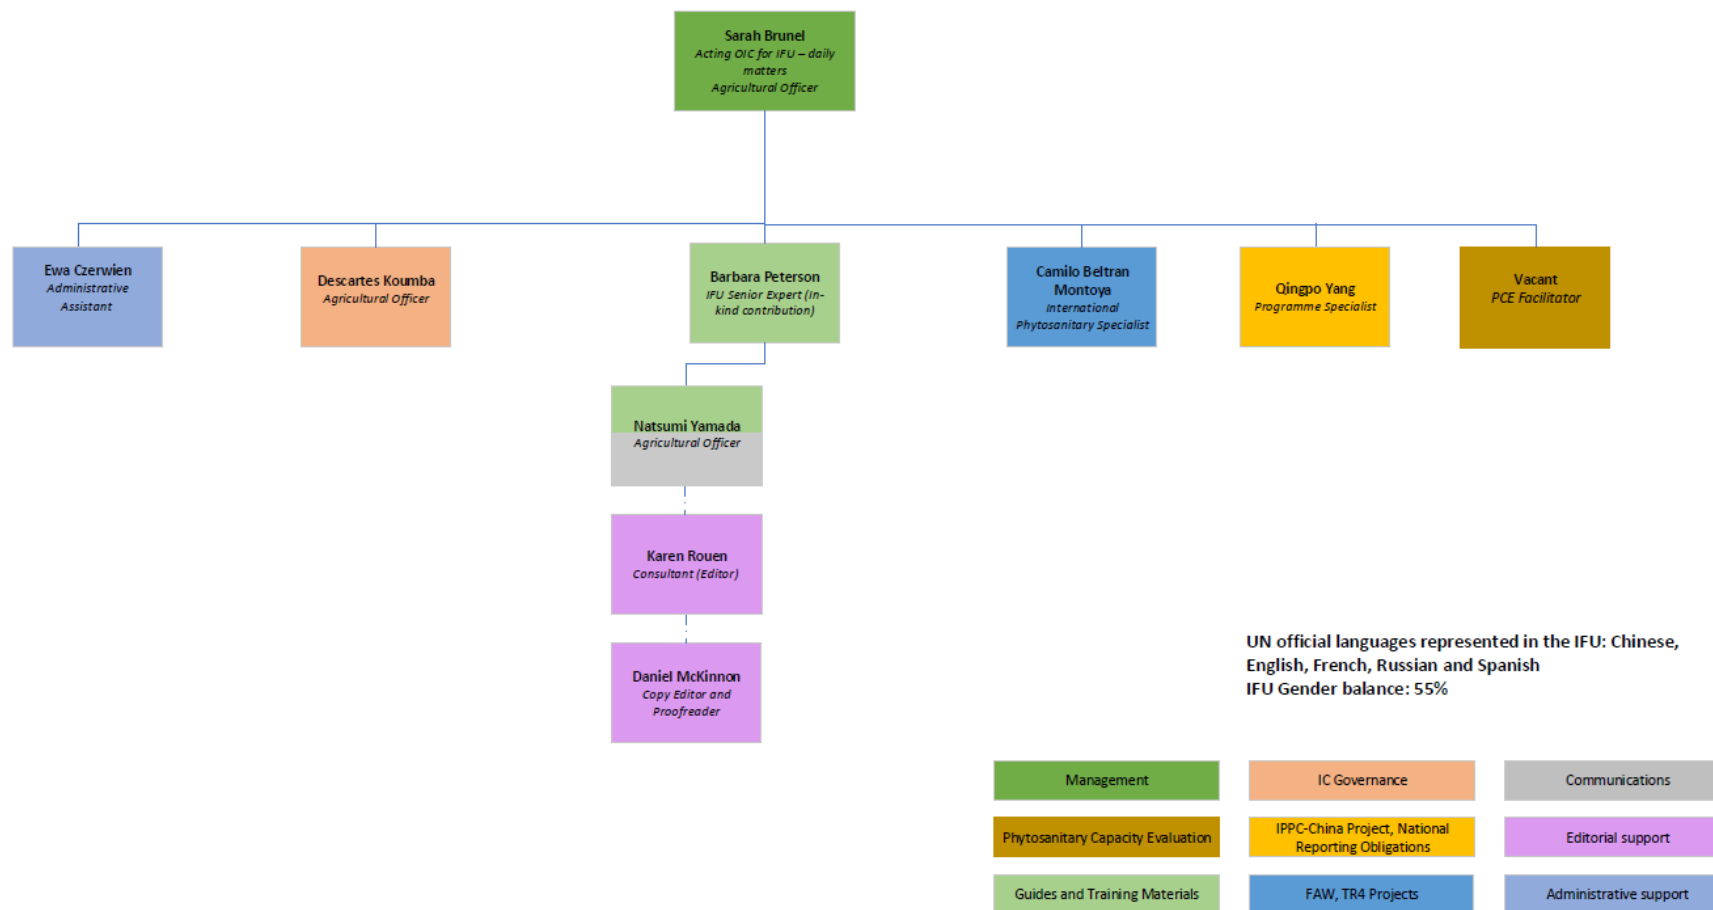 Sarah Brunel
Acting OIC for IFU – daily
matters
Agricultural Officer
Ewa Czerwien
Administrative
Assistant
Descartes Koumba
Agricultural Officer
Barbara Peterson
IFU Senior Expert (In-
kind contribution)
Camilo Beltran
Montoya
International
Phytosanitary Specialist
Qingpo Yang
Programme Specialist
Vacant
PCE Facilitator
Natsumi Yamada
Agricultural Officer
Karen Rouen
Consultant (Editor)
Daniel McKinnon
Copy Editor and
Proofreader
UN official languages represented in the IFU: Chinese,
English, French, Russian and Spanish
IFU Gender balance: 55%
Management
IC Governance
Communications
Phytosanitary Capacity Evaluation
IPPC-China Project, National
Reporting Obligations
Editorial support
Guides and Training Materials
FAW, TR4 Projects
Administrative support